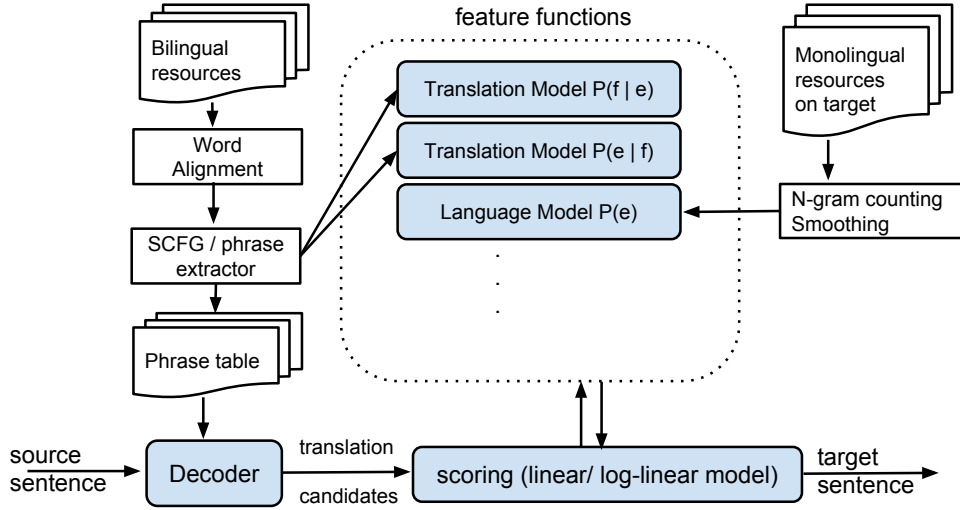 feature functions
Bilingual
resources
Word
Alignment
SCFG / phrase
extractor
Phrase table
Translation Model P(f | e)
Translation Model P(e | f)
Language Model P(e)
.
.
.
Monolingual
resources
on target
N-gram counting
Smoothing
source
sentence
Decoder
translation
candidates
scoring (linear/ log-linear model)
target
sentence